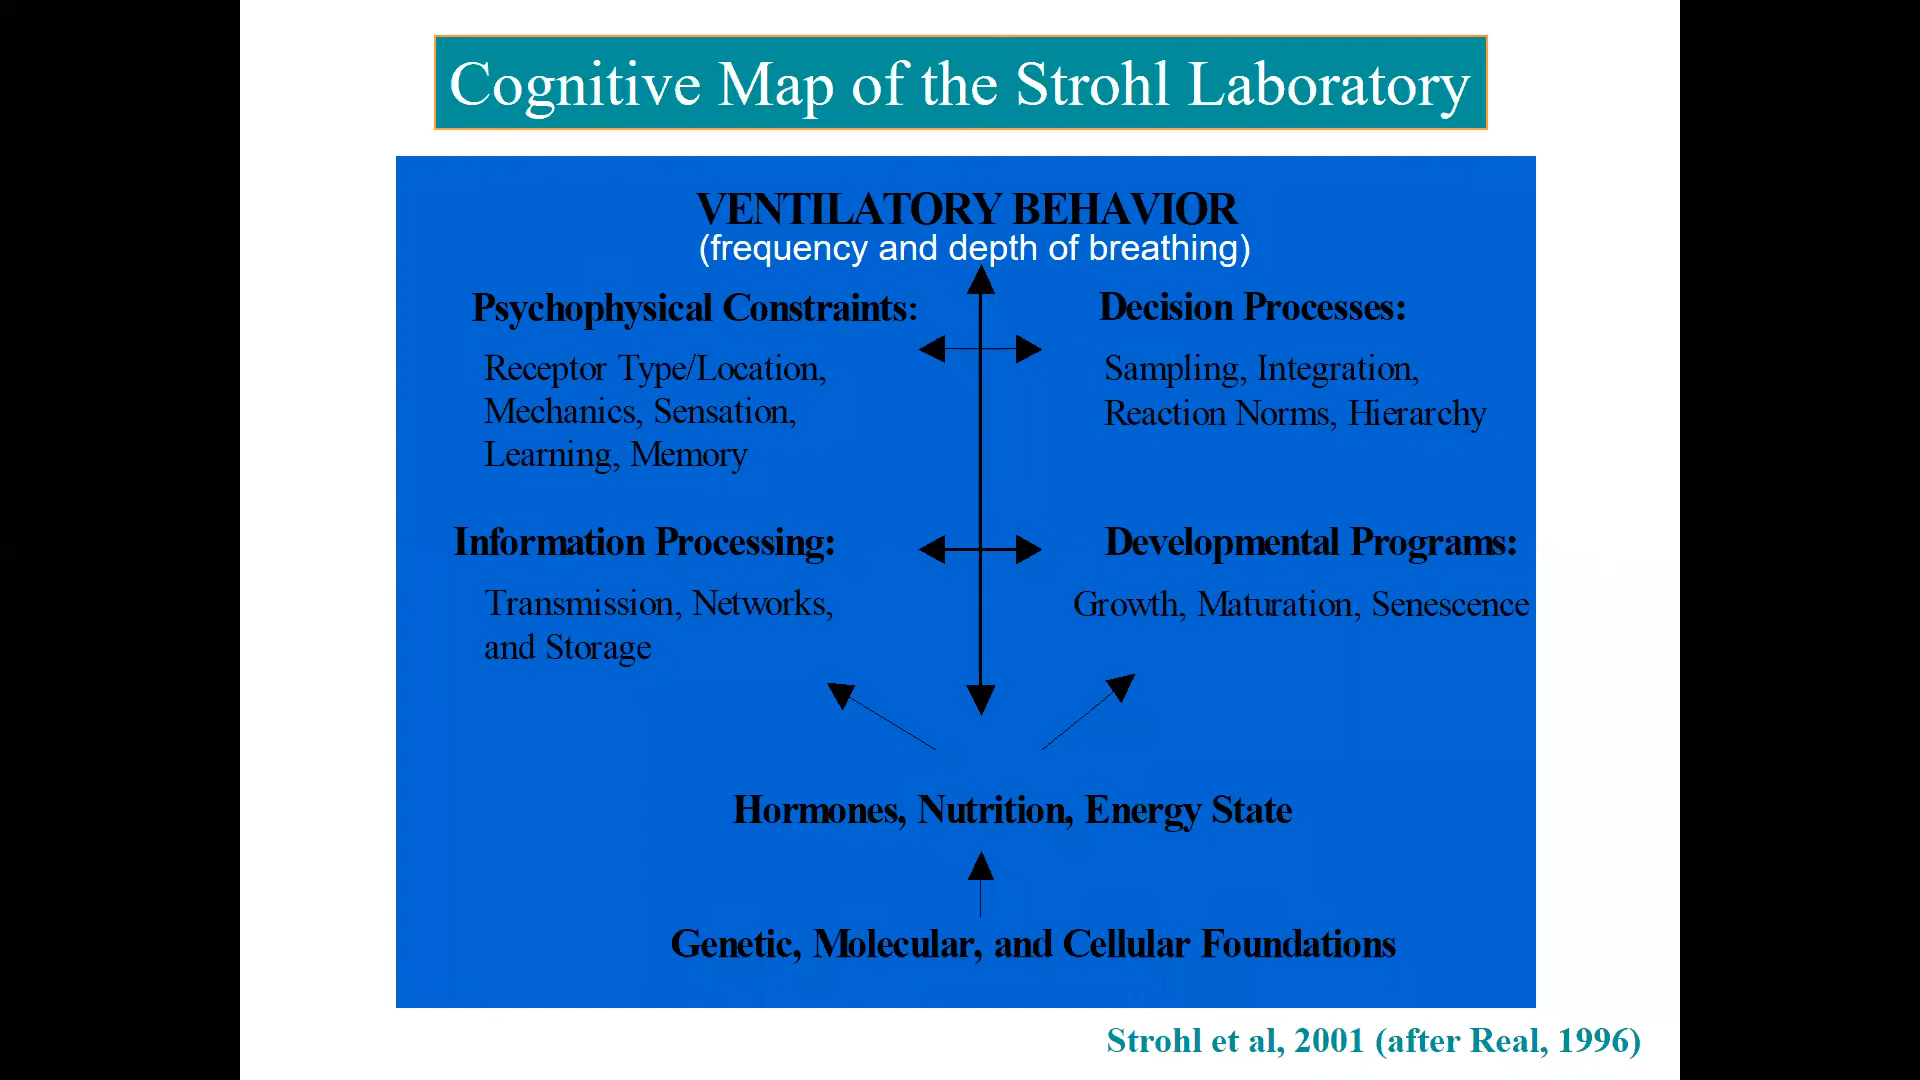 Cognitive Map of the Strohl Laboratory
VENTILATORY BEHAVIOR
(frequency and depth of breathing)
Psychophysical Constraints:
Receptor Type/Location,
Mechanics, Sensation,
Learning, Memory
Decision Processes:
Sampling, Integration,
Reaction Norms, Hierarchy
Information Processing:
Transmission, Networks,
and Storage
Developmental Programs:
Growth, Maturation, Senescence
Hormones, Nutrition, Energy State
Genetic, Molecular, and Cellular Foundations
Strohl et al, 2001 (after Real, 1996)